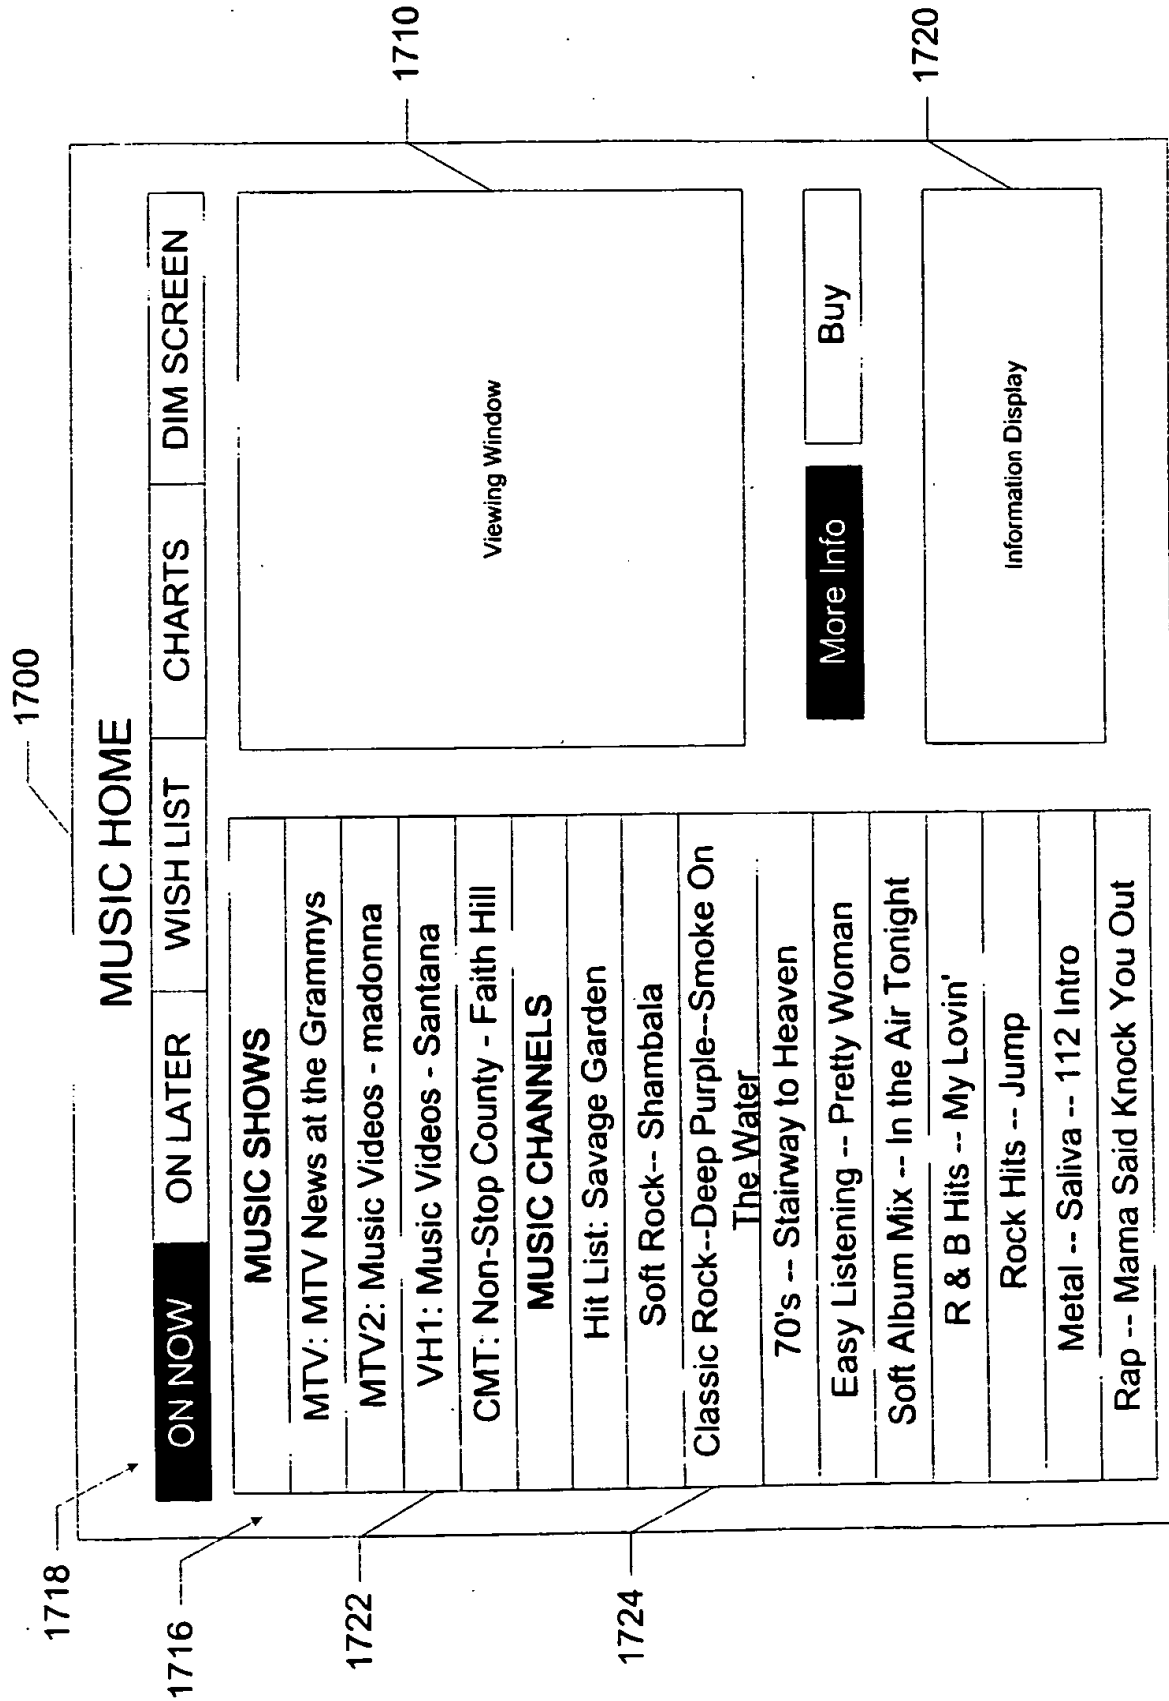 1700
MUSIC HOME
1718
1716
ON NOW
ON LATER
WISH LIST
CHARTS
DIM SCREEN
MUSIC SHOWS
MTV: MTV News at the Grammys
MTV2: Music Videos - madonna
VH1: Music Videos - Santana
CMT: Non-Stop County - Faith Hill
MUSIC CHANNELS
Hit List: Savage Garden
Soft Rock-- Shambala
Classic Rock--Deep Purple--Smoke On
The Water
70's -- Stairway to Heaven
Easy Listening -- Pretty Woman
Soft Album Mix -- In the Air Tonight
R & B Hits -- My Lovin'
Rock Hits -- Jump
Metal -- Saliva -- 112 Intro
Rap -- Mama Said Knock You Out
1722
1724
Viewing Window
1710
More Info
Buy
Information Display
1720